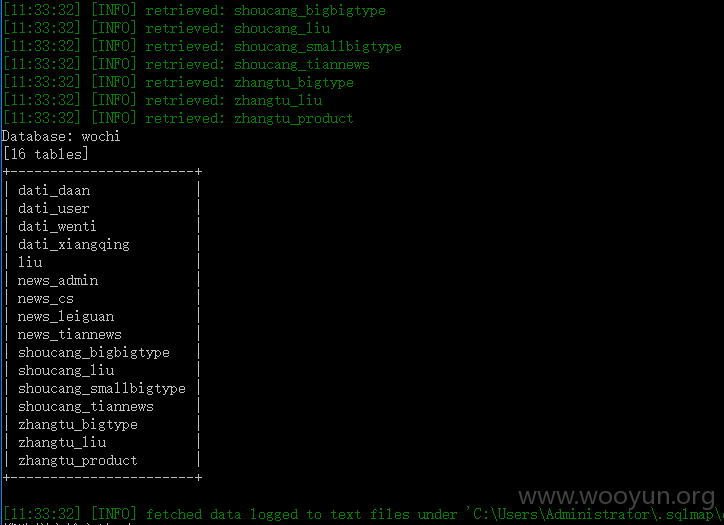 [11:33:32] [INFO] retrieved: shoucang_bigbigtype
[11:33:32] [INFO] retrieved: shoucang_liu
[11:33:32] [INFO] retrieved: shoucang_smallbigtype
[11:33:32] [INFO] retrieved: shoucang_tiannews
[11:33:32] [INFO] retrieved: zhangtu_bigtype
[11:33:32] [INFO] retrieved: zhangtu_liu
[11:33:32] [INFO] retrieved: zhangtu_product
Database: wochi
[16 tables]
+-----------------------+
| dati_daan             |
| dati_user             |
| dati_wenti            |
| dati_xiangqing        |
| liu                   |
| news_admin            |
| news_cs               |
| news_leiguan          |
| news_tiannews         |
| shoucang_bigbigtype   |
| shoucang_liu          |
| shoucang_smallbigtype |
| shoucang_tiannews     |
| zhangtu_bigtype       |
| zhangtu_liu           |
| zhangtu_product       |
+-----------------------+
www.wooyun.org
[11:33:32] [INFO] fetched data logged to text files under 'C:\Users\Administrator\.sqlmap\